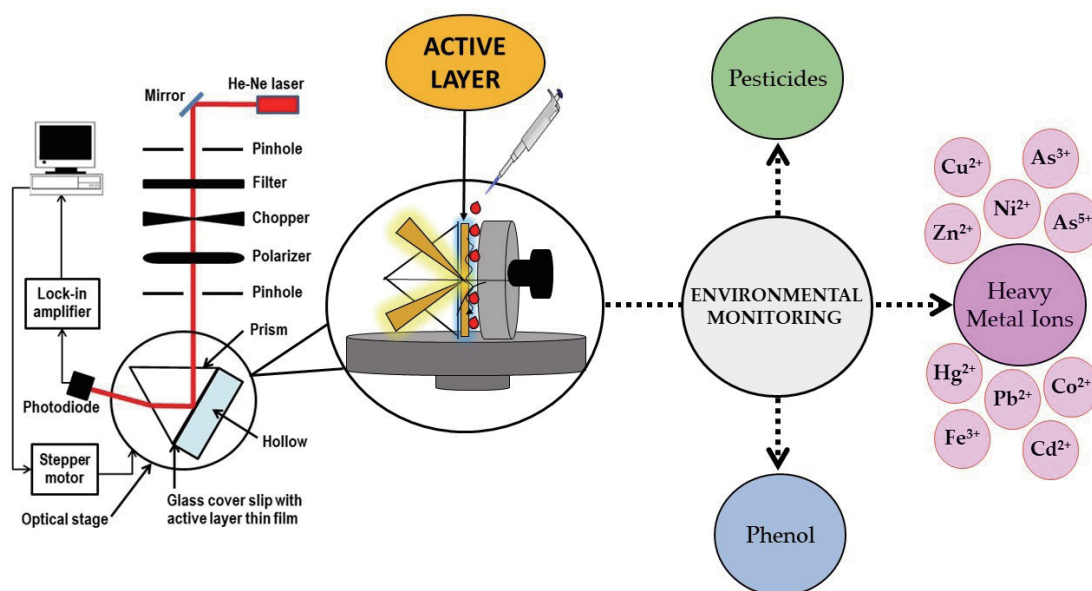 He-Ne laser
Mirror
Pinhole
Filter
Chopper
Polarizer
Pinhole
Lock-in
amplifier
Prism
Photodiode
Hollow
Stepper
motor
Optical stage
Glass cover slip with
active layer thin film
ACTIVE
LAYER
ENVIRONMENTAL
MONITORING
Pesticides
Phenol
Cu²⁺
As³⁺
Ni²⁺
Zn²⁺
As⁵⁺
Heavy
Metal Ions
Hg²⁺
Pb²⁺
Co²⁺
Fe³⁺
Cd²⁺